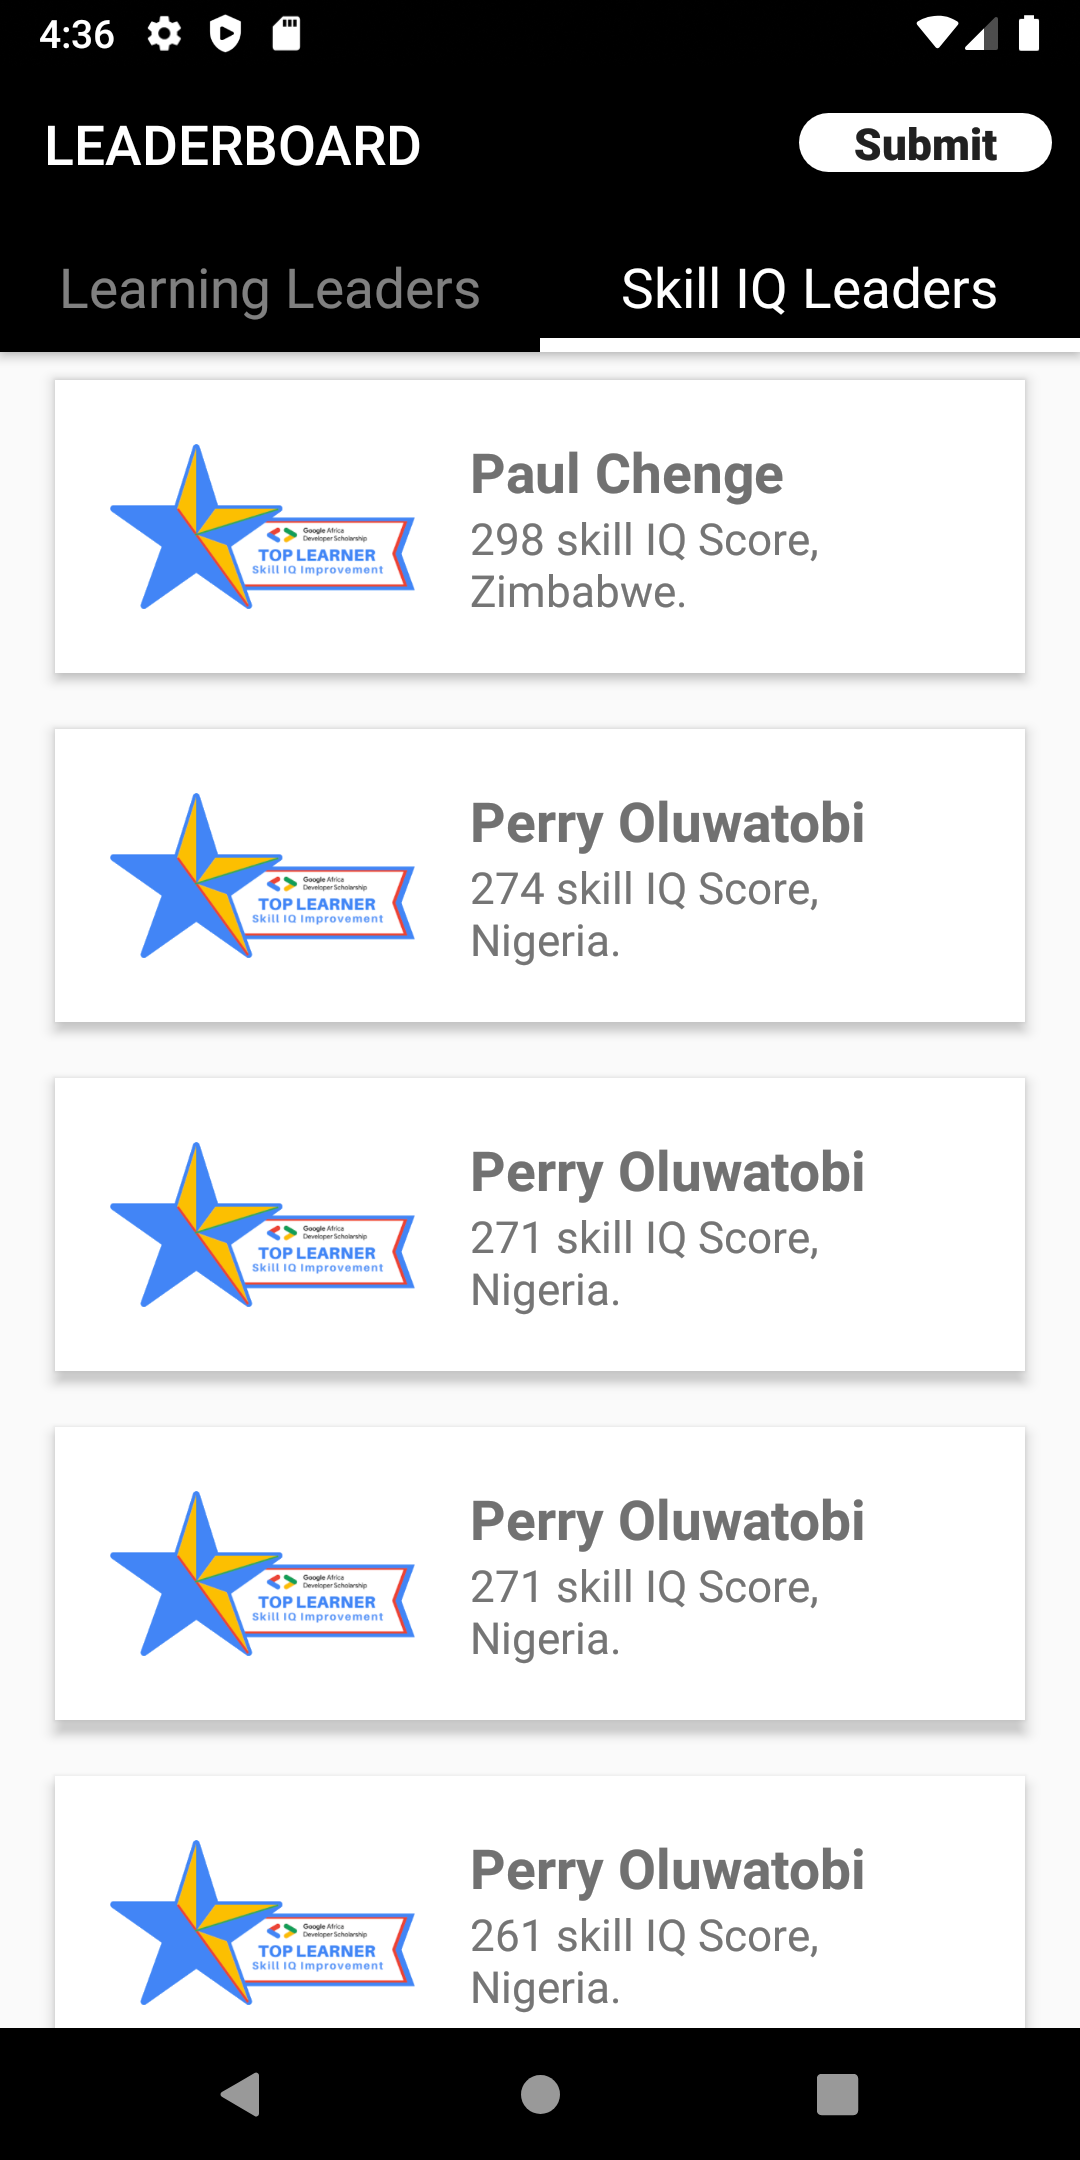 4:36
LEADERBOARD
Submit
Learning Leaders
Skill IQ Leaders
Google Africa
Developer Scholarship
TOP LEARNER
Skill IQ Improvement
Paul Chenge
298 skill IQ Score,
Zimbabwe.
Google Africa
Developer Scholarship
TOP LEARNER
Skill IQ Improvement
Perry Oluwatobi
274 skill IQ Score,
Nigeria.
Google Africa
Developer Scholarship
TOP LEARNER
Skill IQ Improvement
Perry Oluwatobi
271 skill IQ Score,
Nigeria.
Google Africa
Developer Scholarship
TOP LEARNER
Skill IQ Improvement
Perry Oluwatobi
271 skill IQ Score,
Nigeria.
Google Africa
Developer Scholarship
TOP LEARNER
Skill IQ Improvement
Perry Oluwatobi
261 skill IQ Score,
Nigeria.